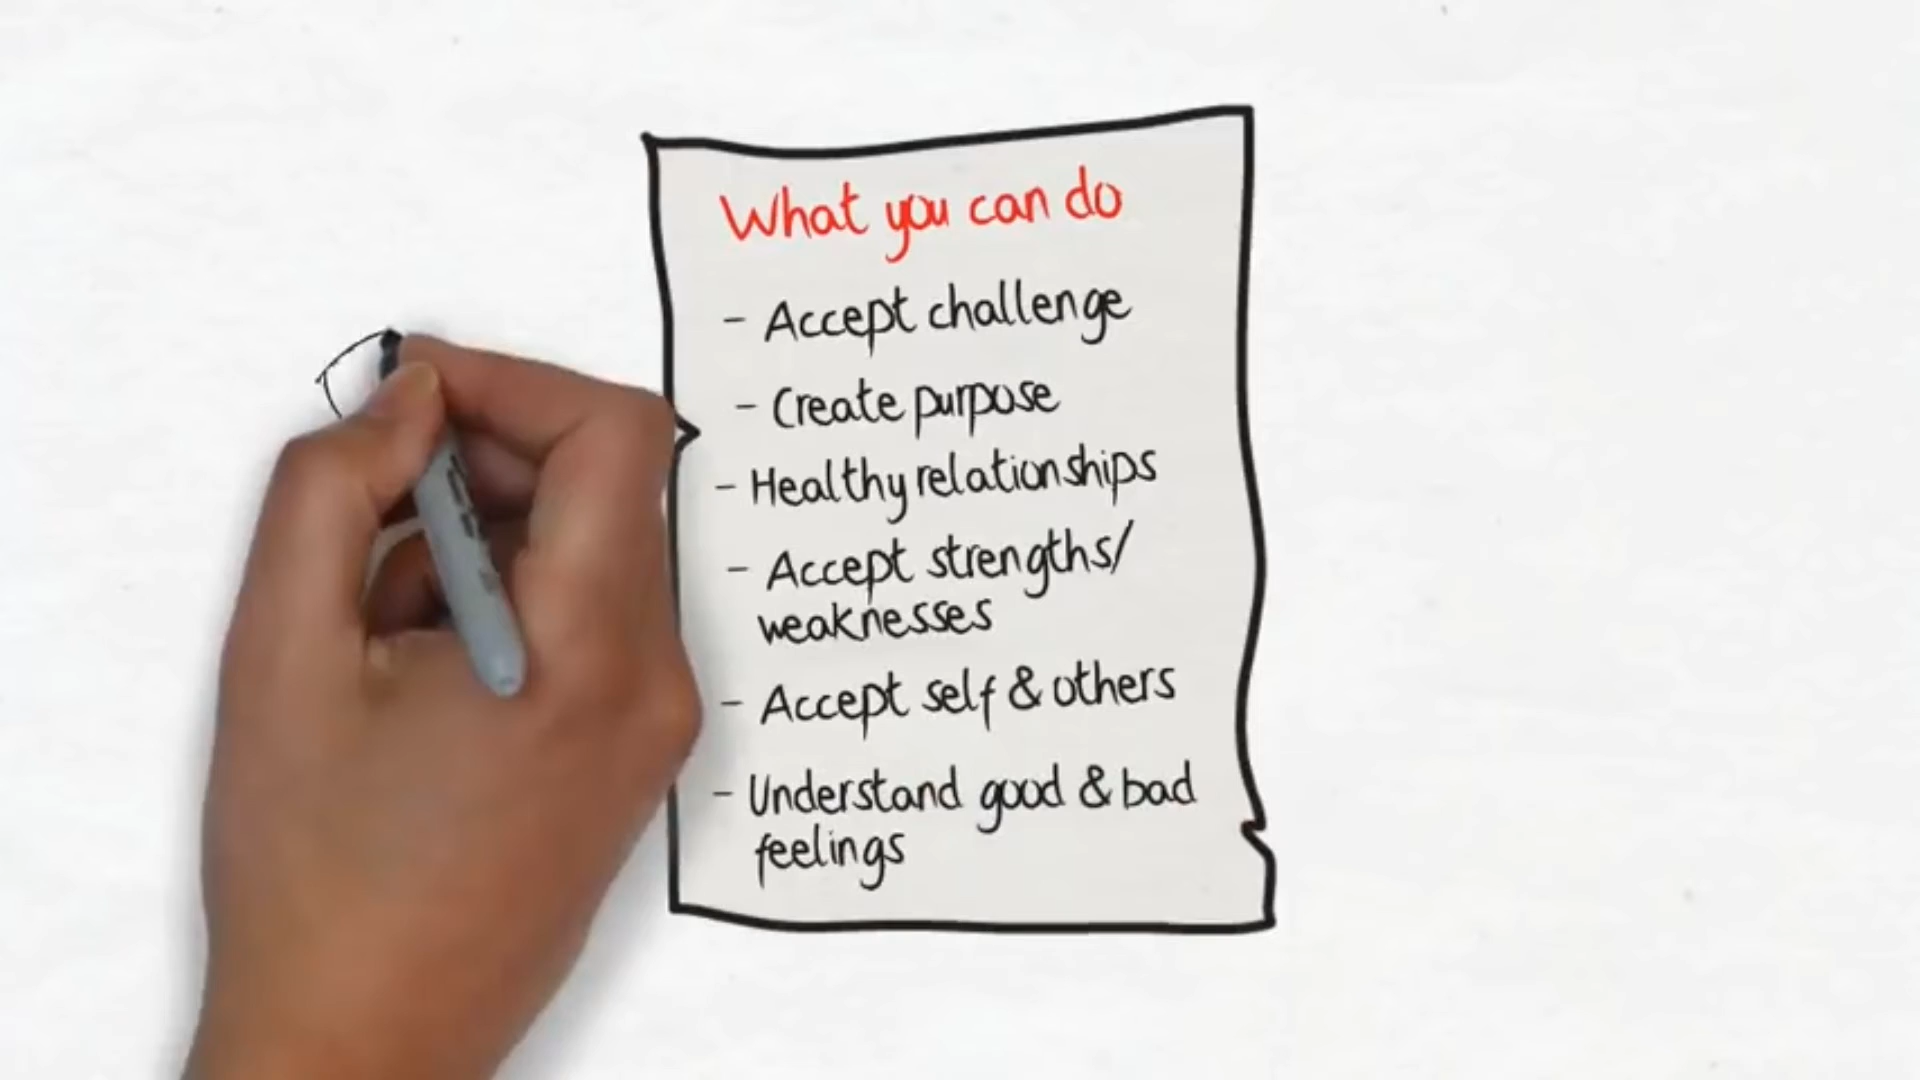 What you can do
- Accept challenge
- Create purpose
- Healthy relationships
- Accept strengths/
weaknesses
- Accept self & others
- Understand good & bad
feelings